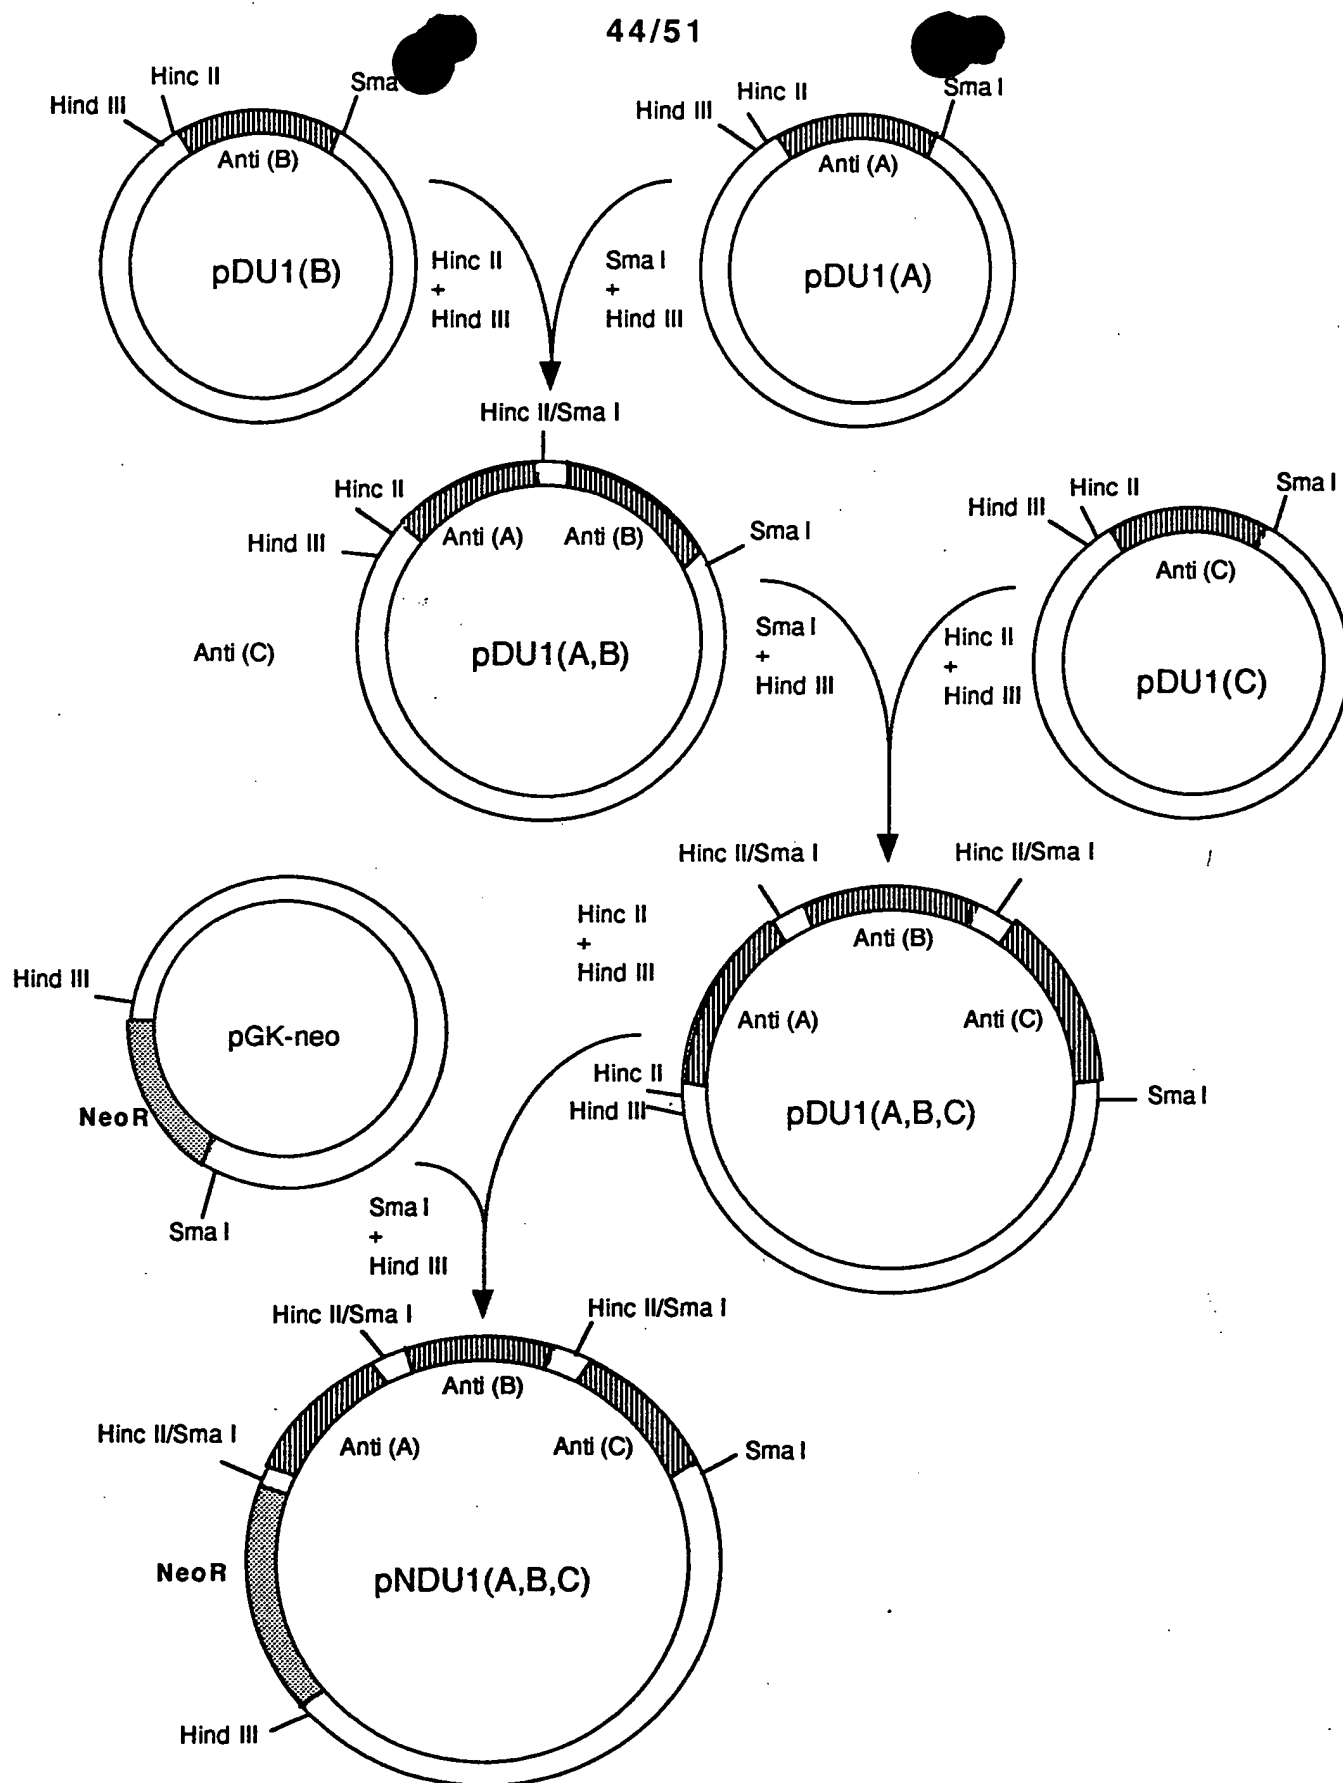 44/51
Hinc II
Sma
Hind III
Anti (B)
pDU1(B)
Hinc II
+
Hind III
Sma I
+
Hind III
Hind III
Hinc II
Sma I
Anti (A)
pDU1(A)
Hinc II/Sma I
Hinc II
Hind III
Anti (A)
Anti (B)
Sma I
pDU1(A,B)
Anti (C)
Sma I
+
Hind III
Hinc II
+
Hind III
Hind III
Hinc II
Sma I
Anti (C)
pDU1(C)
Hinc II/Sma I
Hinc II/Sma I
Hinc II
+
Hind III
Anti (B)
Anti (A)
Anti (C)
Hinc II
Hind III
Sma I
pDU1(A,B,C)
Hind III
pGK-neo
NeoR
Sma I
Sma I
+
Hind III
Hinc II/Sma I
Hinc II/Sma I
Anti (B)
Hinc II/Sma I
Anti (A)
Anti (C)
Sma I
NeoR
pNDU1(A,B,C)
Hind III